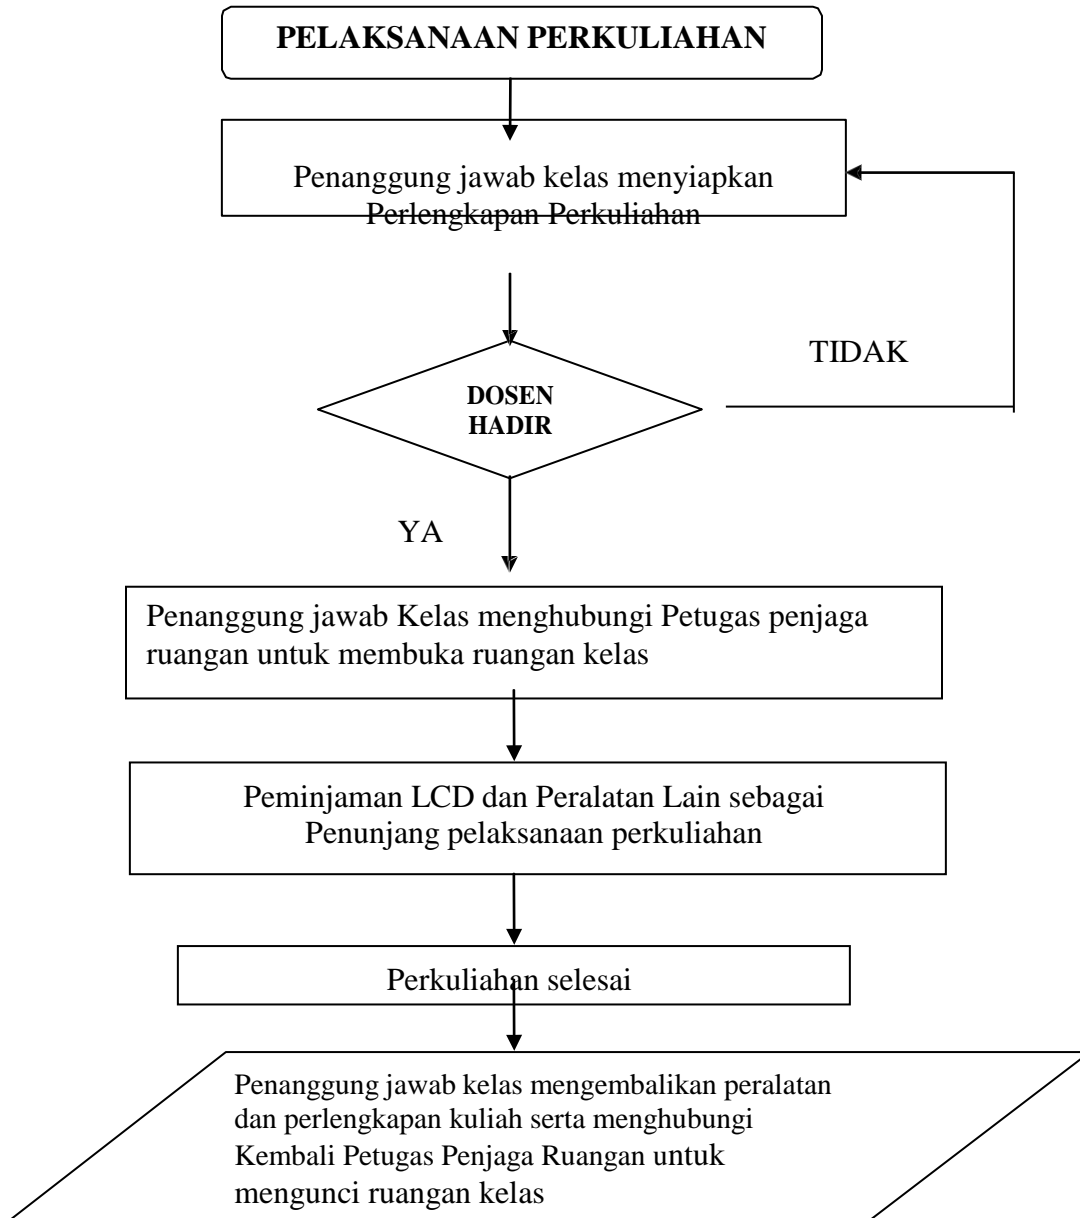 PELAKSANAAN PERKULIAHAN
Penanggung jawab kelas menyiapkan
Perlengkapan Perkuliahan
TIDAK
DOSEN
HADIR
YA
Penanggung jawab Kelas menghubungi Petugas penjaga
ruangan untuk membuka ruangan kelas
Peminjaman LCD dan Peralatan Lain sebagai
Penunjang pelaksanaan perkuliahan
Perkuliahan selesai
Penanggung jawab kelas mengembalikan peralatan
dan perlengkapan kuliah serta menghubungi
Kembali Petugas Penjaga Ruangan untuk
mengunci ruangan kelas